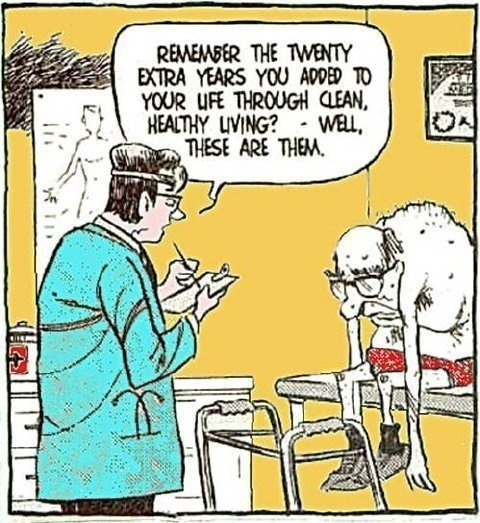 REMEMBER THE TWENTY
EXTRA YEARS YOU ADDED TO
YOUR LIFE THROUGH CLEAN,
HEALTHY LIVING? - WELL,
THESE ARE THEM.